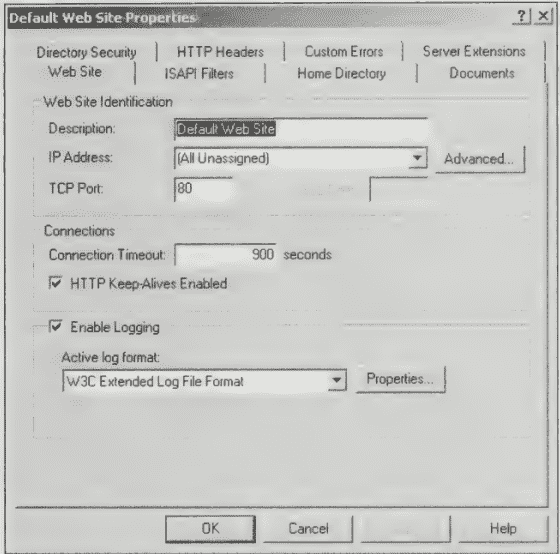 Default Web Site Properties
Directory Security HTTP Headers Custom Errors Server Extensions
Web Site ISAPI Filters Home Directory Documents
Web Site Identification
Description: Default Web Site
IP Address: (All Unassigned) Advanced...
TCP Port: 80
Connections
Connection Timeout: 900 seconds
HTTP Keep-Alives Enabled
Enable Logging
Active log format:
W3C Extended Log File Format Properties...
OK Cancel Help